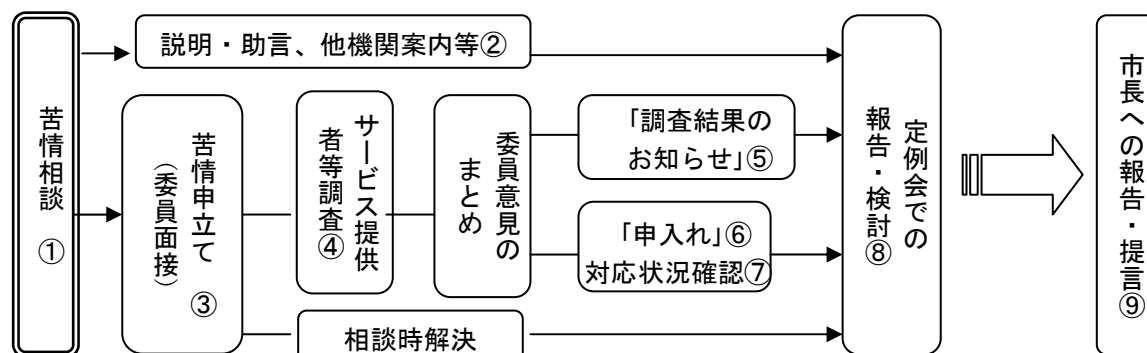 苦情相談 ①
説明・助言、他機関案内等②
苦情申立て ③
(委員面接)
サービス提供
者等調査④
委員意見の
まとめ
「調査結果の
お知らせ」⑤
「申入れ」⑥
対応状況確認⑦
相談時解決
定例会での
報告・検討⑧
市長への報告・提言⑨